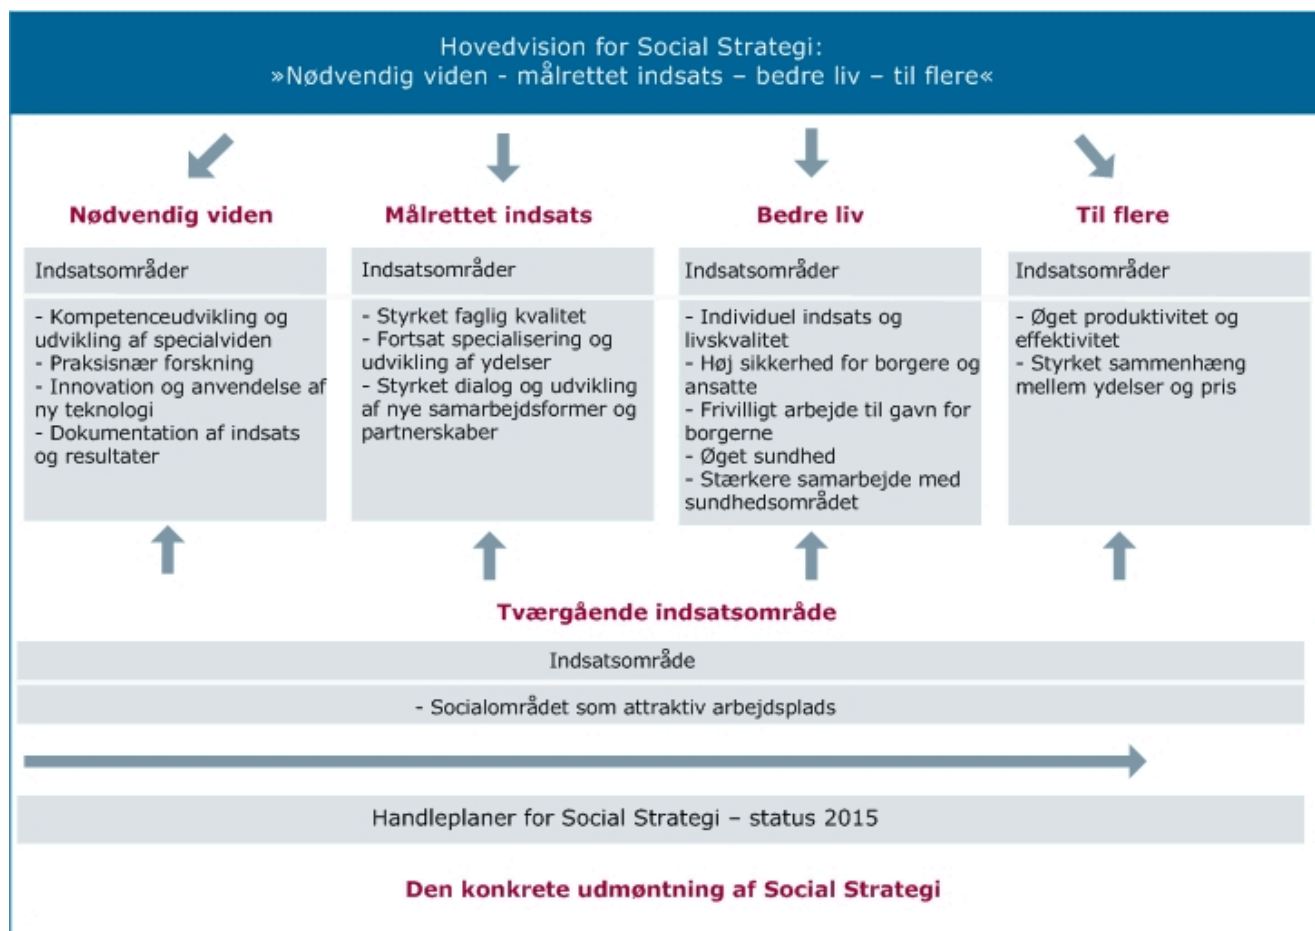 Hovedvision for Social Strategi:
»Nødvendig viden - målrettet indsats – bedre liv – til flere«
Nødvendig viden
Indsatsområder
- Kompetenceudvikling og
udvikling af specialviden
- Praksisnær forskning
- Innovation og anvendelse af
ny teknologi
- Dokumentation af indsats
og resultater
Målrettet indsats
Indsatsområder
- Styrket faglig kvalitet
- Fortsat specialisering og
udvikling af ydelser
- Styrket dialog og udvikling
af nye samarbejdsformer og
partnerskaber
Bedre liv
Indsatsområder
- Individuel indsats og
livskvalitet
- Høj sikkerhed for borgere og
ansatte
- Frivilligt arbejde til gavn for
borgerne
- Øget sundhed
- Stærkere samarbejde med
sundhedsområdet
Til flere
Indsatsområder
- Øget produktivitet og
effektivitet
- Styrket sammenhæng
mellem ydelser og pris
Tværgående indsatsområde
Indsatsområde
- Socialområdet som attraktiv arbejdsplads
Handleplaner for Social Strategi – status 2015
Den konkrete udmøntning af Social Strategi